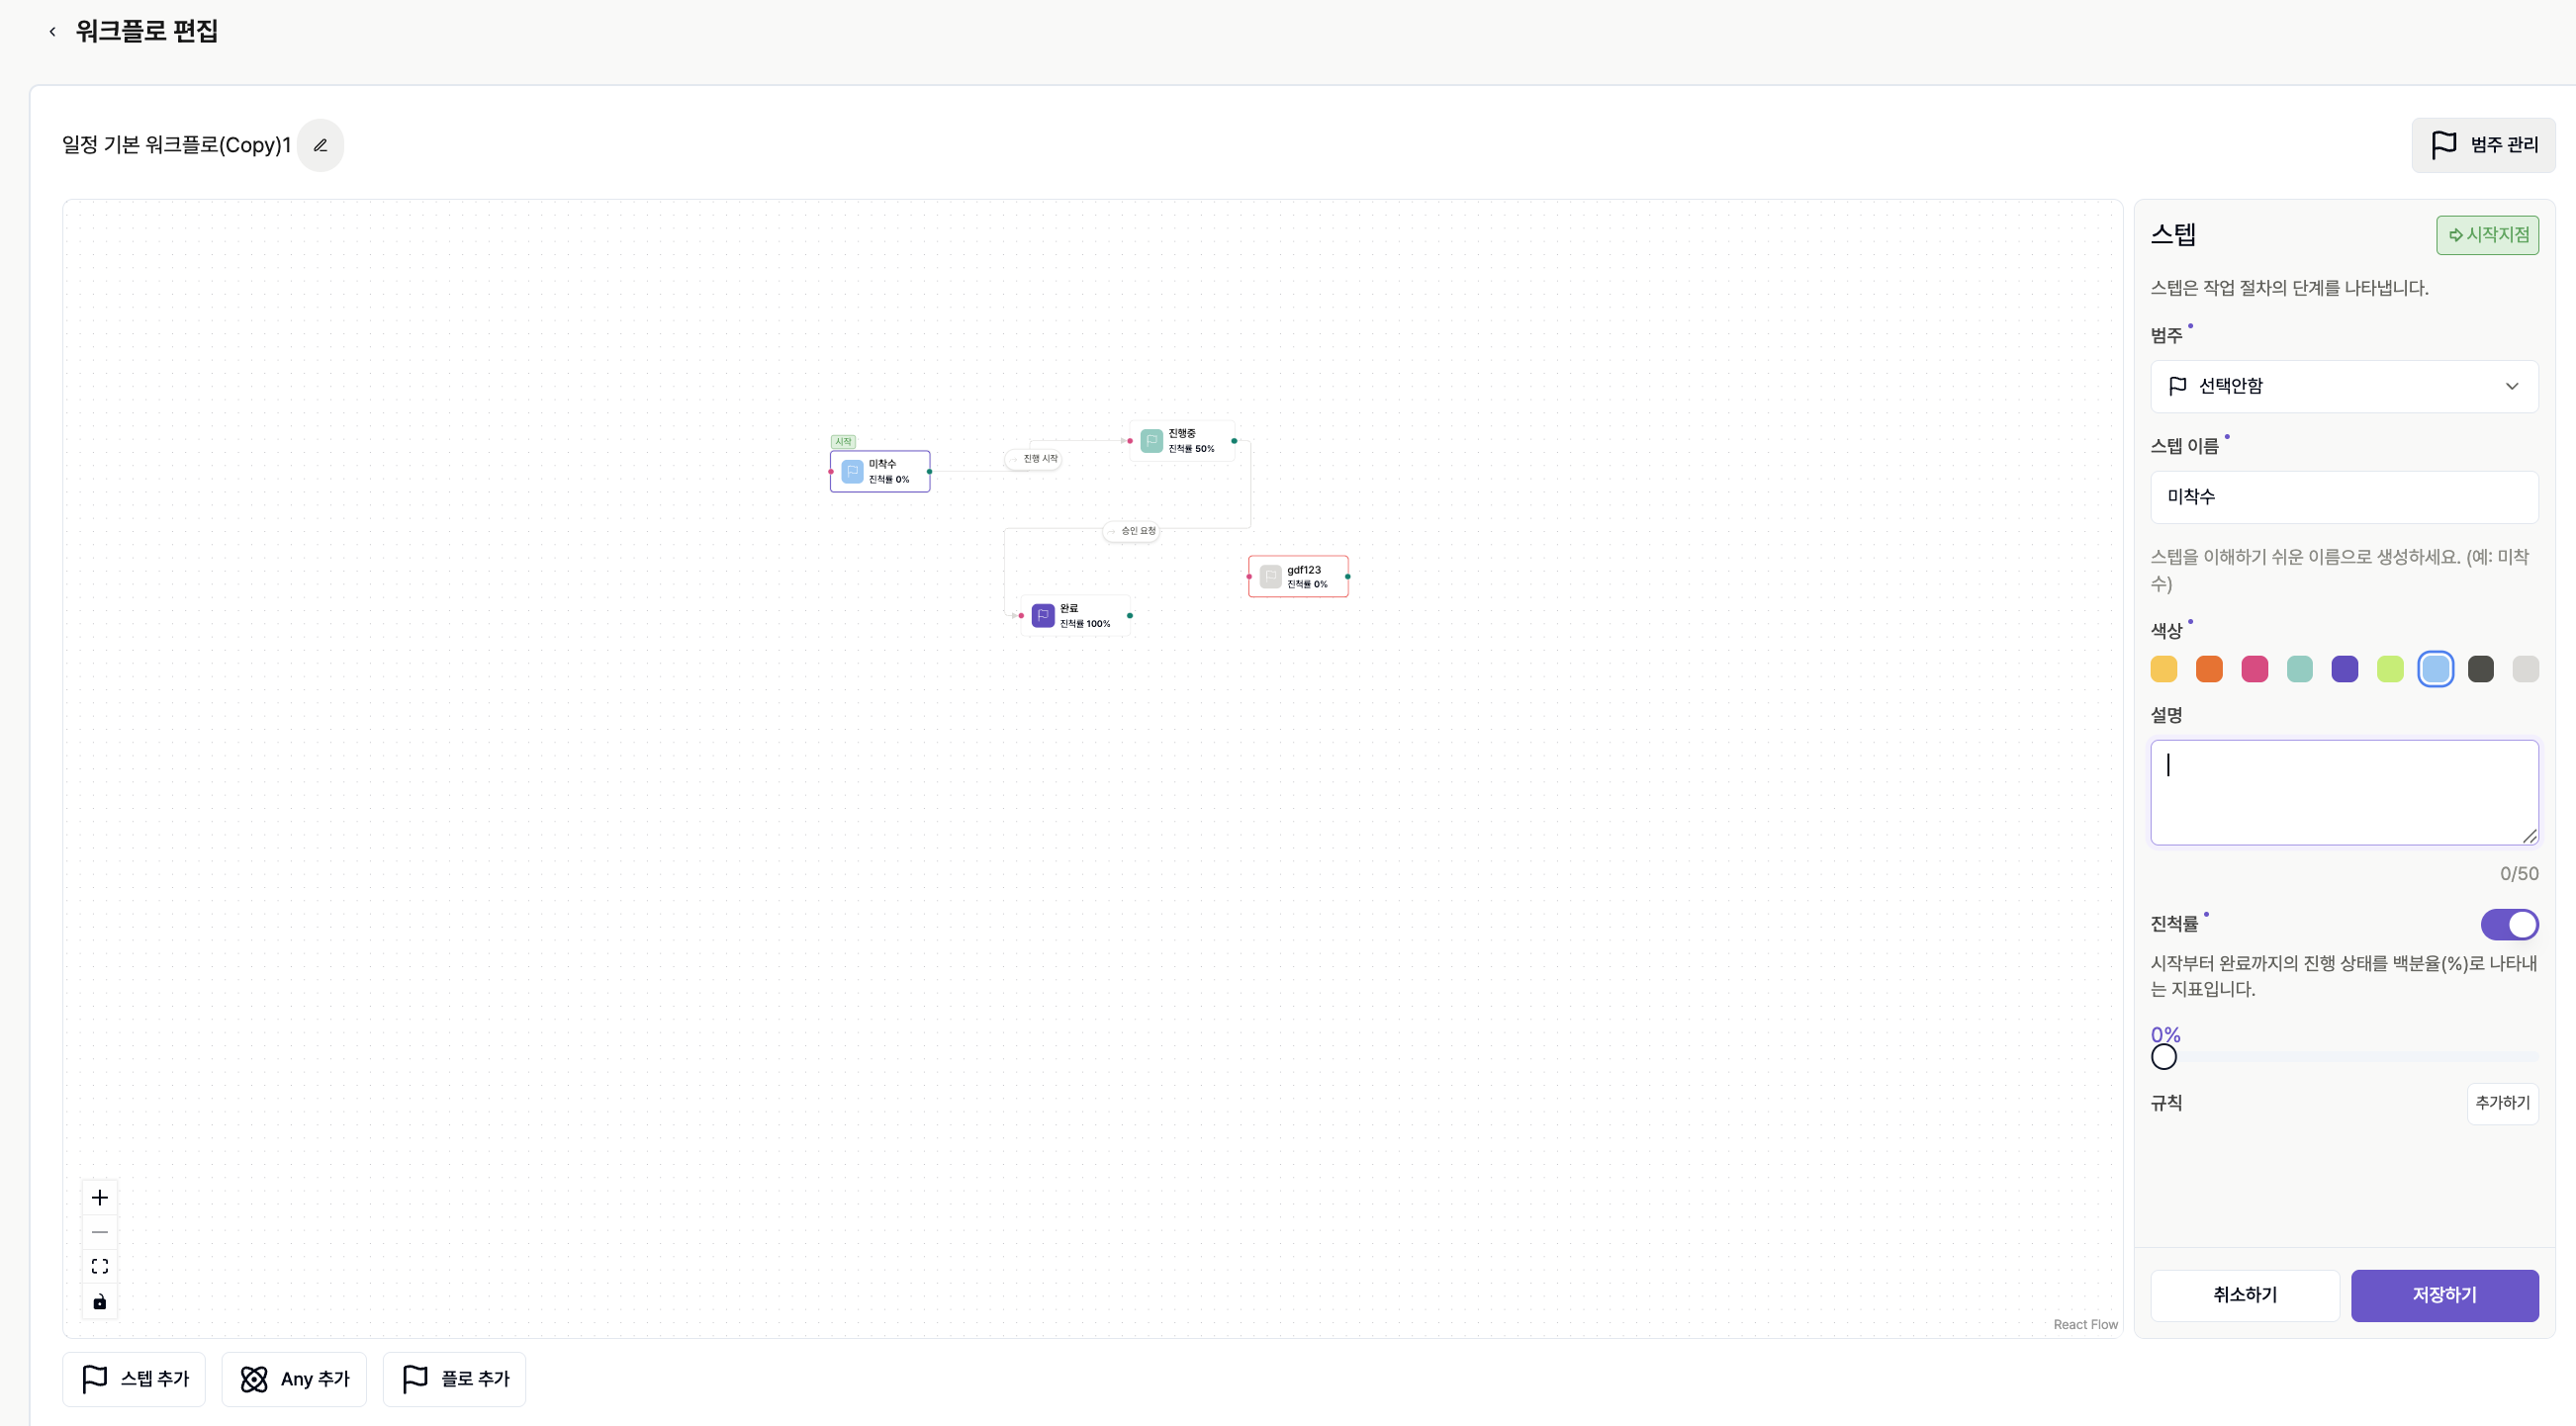 워크플로 편집
일정 기본 워크플로(Copy)1
범주 관리
시작
미착수
진척률 0%
진행 시작
진행중
진척률 50%
승인 요청
gdf123
진척률 0%
완료
진척률 100%
React Flow
스텝
시작지점
스텝은 작업 절차의 단계를 나타냅니다.
범주
선택안함
스텝 이름
미착수
스텝을 이해하기 쉬운 이름으로 생성하세요. (예: 미착
수)
색상
설명
0/50
진척률
시작부터 완료까지의 진행 상태를 백분율(%)로 나타내
는 지표입니다.
0%
규칙
추가하기
취소하기
저장하기
스텝 추가
Any 추가
플로 추가